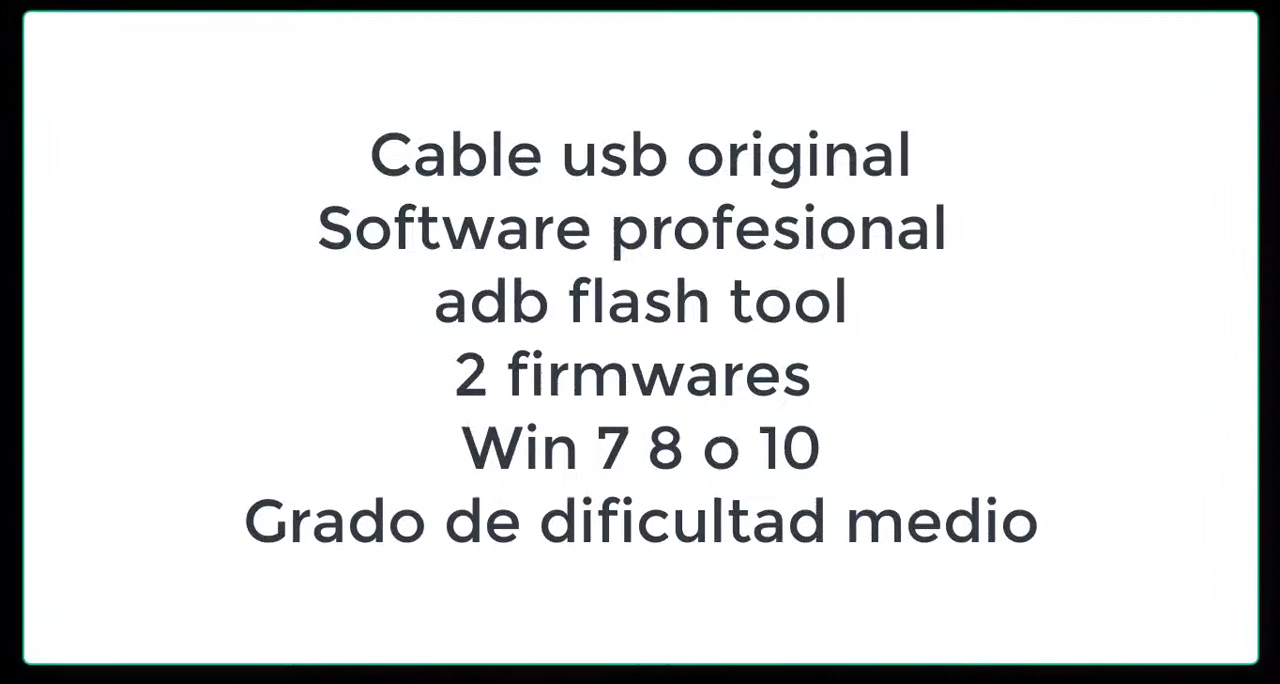 Cable usb original
Software profesional
adb flash tool
2 firmwares
Win 7 8 o 10
Grado de dificultad medio